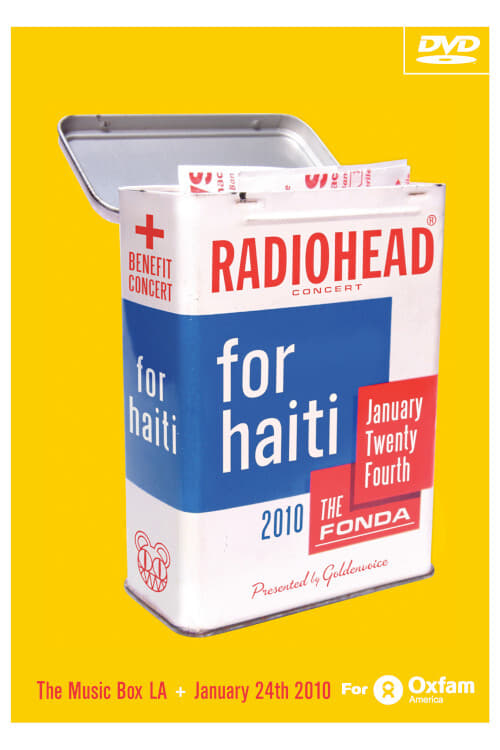 DVD
+
BENEFIT
CONCERT
for
haiti
RADIOHEAD®
CONCERT
for
haiti
January
Twenty
Fourth
2010
THE
FONDA
Presented by Goldenvoice
The Music Box LA + January 24th 2010 For Oxfam
America